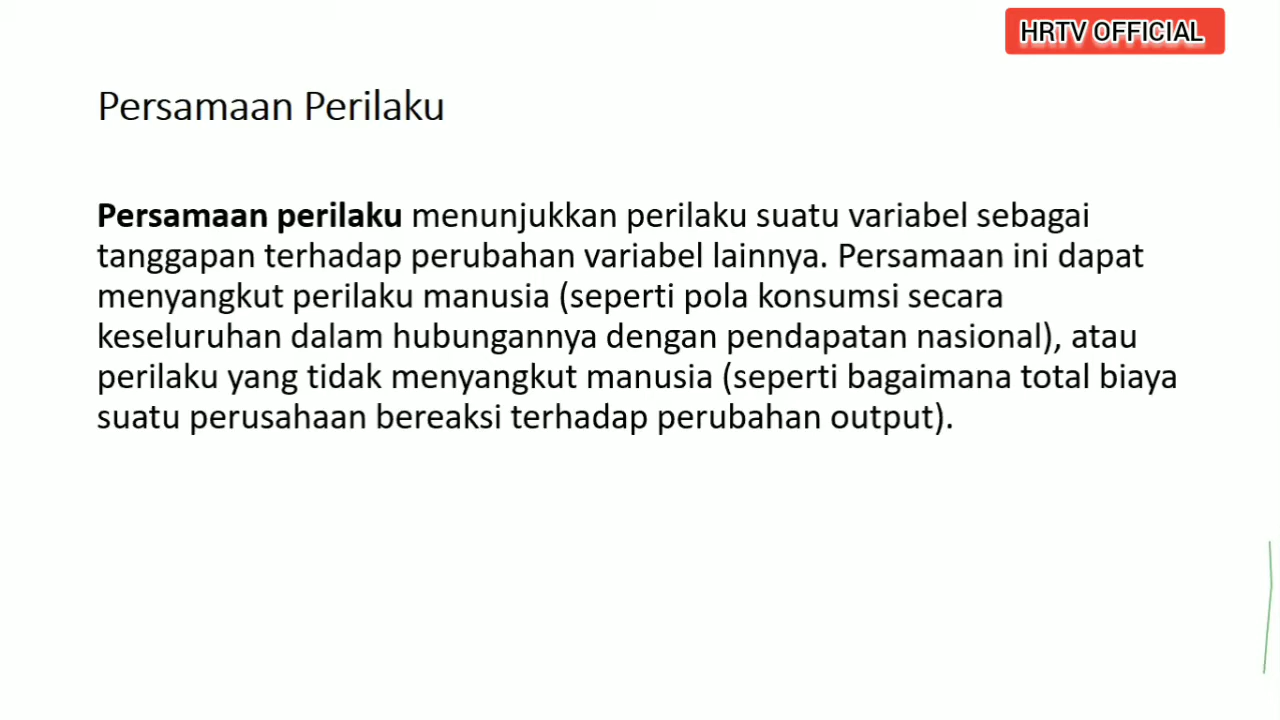 HRTV OFFICIAL
Persamaan Perilaku
Persamaan perilaku menunjukkan perilaku suatu variabel sebagai
tanggapan terhadap perubahan variabel lainnya. Persamaan ini dapat
menyangkut perilaku manusia (seperti pola konsumsi secara
keseluruhan dalam hubungannya dengan pendapatan nasional), atau
perilaku yang tidak menyangkut manusia (seperti bagaimana total biaya
suatu perusahaan bereaksi terhadap perubahan output).